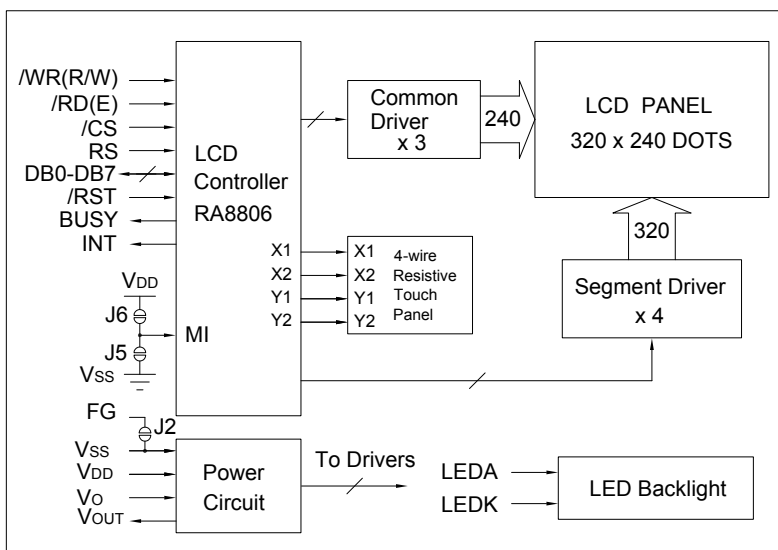 /WR(R/W)
/RD(E)
/CS
RS
DB0-DB7
/RST
BUSY
INT
VDD
J6
J5
VSS
MI
LCD
Controller
RA8806
X1
X2
Y1
Y2
Common
Driver
x 3
240
LCD PANEL
320 x 240 DOTS
320
X1
X2
Y1
Y2
4-wire
Resistive
Touch
Panel
Segment Driver
x 4
FG
J2
VSS
VDD
VO
VOUT
Power
Circuit
To Drivers
LEDA
LEDK
LED Backlight